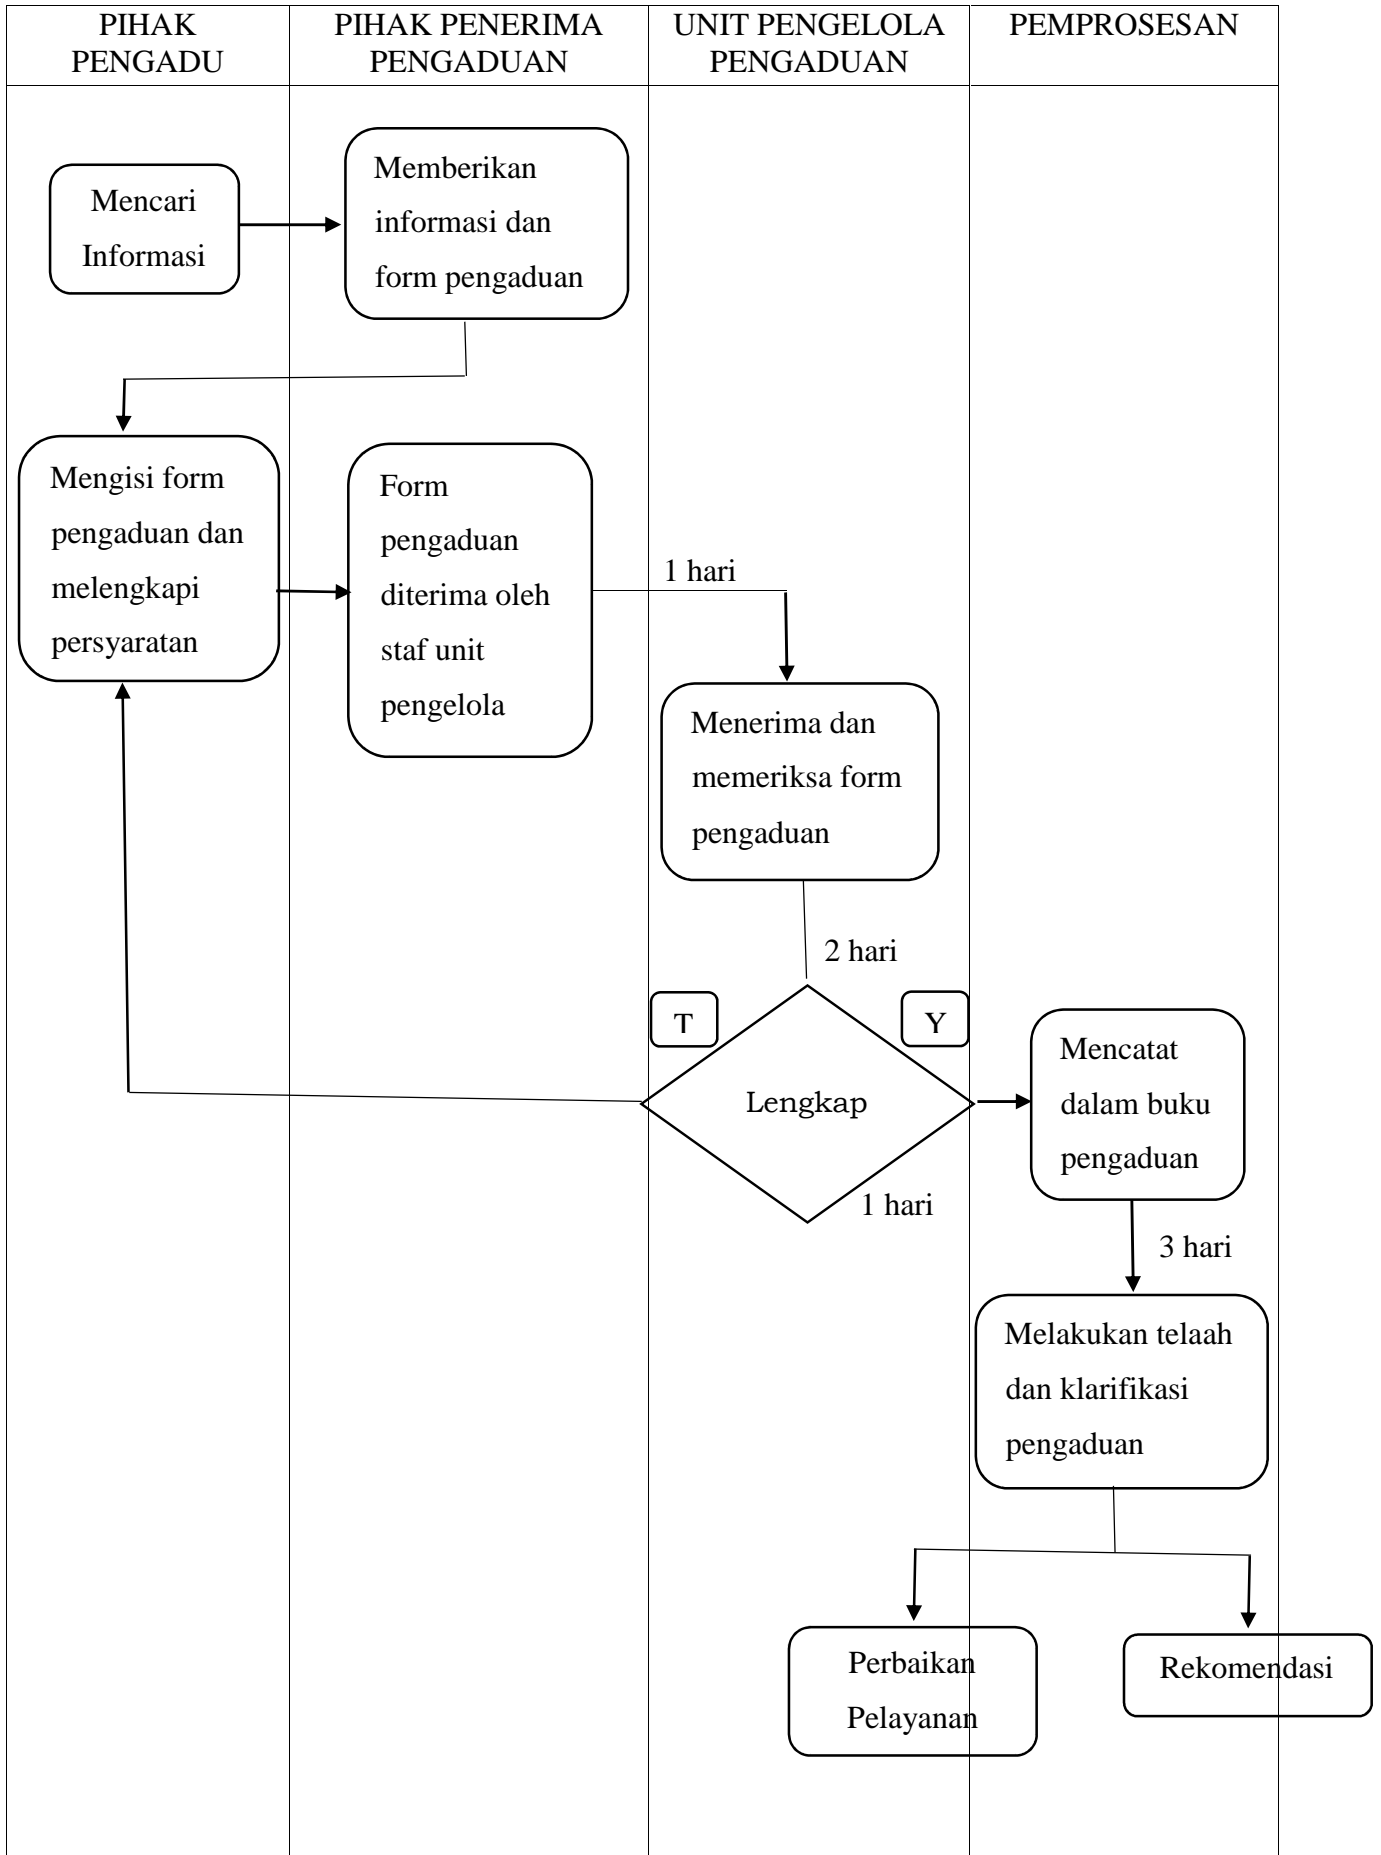 PIHAK
PENGADU
PIHAK PENERIMA
PENGADUAN
UNIT PENGELOLA
PENGADUAN
PEMPROSESAN
Mencari
Informasi
Memberikan
informasi dan
form pengaduan
Mengisi form
pengaduan dan
melengkapi
persyaratan
Form
pengaduan
diterima oleh
staf unit
pengelola
1 hari
Menerima dan
memeriksa form
pengaduan
2 hari
T
Y
Lengkap
1 hari
Mencatat
dalam buku
pengaduan
3 hari
Melakukan telaah
dan klarifikasi
pengaduan
Perbaikan
Pelayanan
Rekomendasi